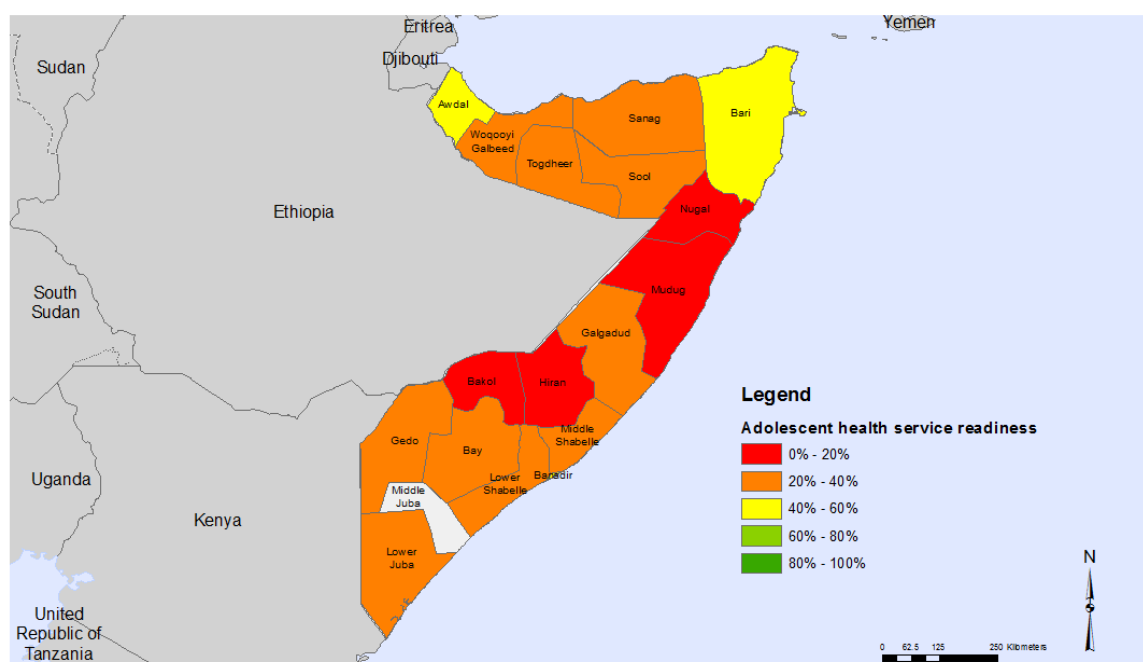 Eritrea
Yemen
Djibouti
Sudan
Awdal
Bari
Sanag
Woqooyi
Galbeed
Togdheer
Sool
Ethiopia
Nugal
South
Sudan
Mudug
Galgadud
Bakol
Hiran
Legend
Adolescent health service readiness
0% - 20%
20% - 40%
40% - 60%
60% - 80%
80% - 100%
Middle
Shabelle
Gedo
Bay
Uganda
Lower
Shabelle
Banadir
Middle
Juba
Kenya
Lower
Juba
N
United
Republic of
Tanzania
0 62.5 125 250 Kilometers